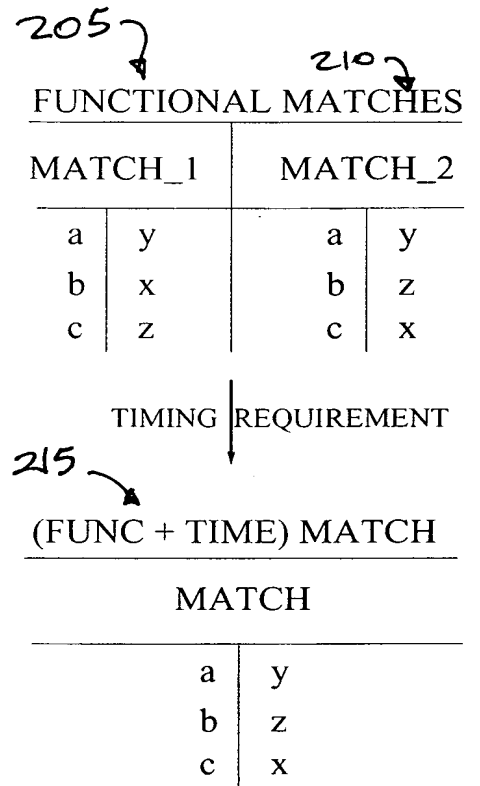 205
210
FUNCTIONAL MATCHES
MATCH_1 MATCH_2
a y a y
b x b z
c z c x
TIMING REQUIREMENT
215
(FUNC + TIME) MATCH
MATCH
a y
b z
c x